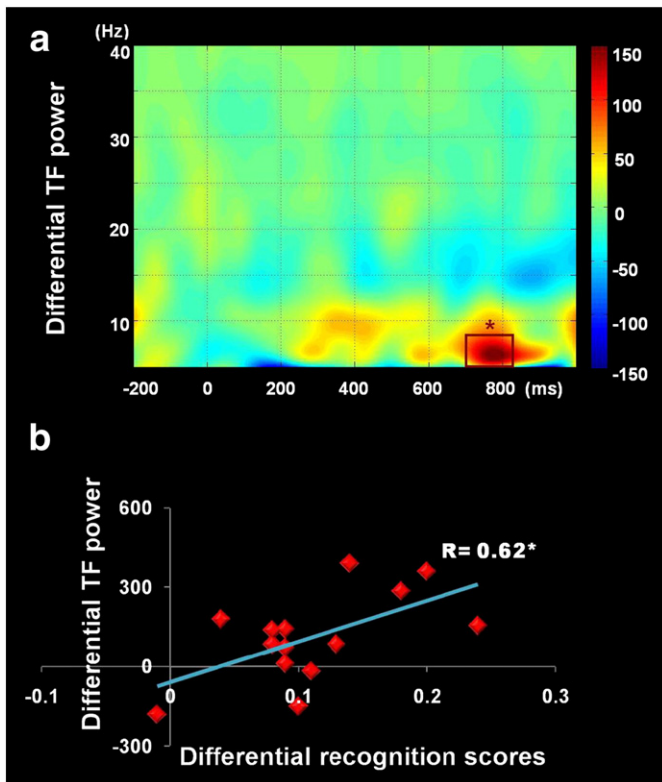 a
(Hz)
Differential TF power
40
30
20
10
-200 0 200 400 600 800 (ms)
150
100
50
0
-50
-100
-150
*
b
Differential TF power
600
300
0
-300
-0.1 0 0.1 0.2 0.3
R= 0.62*
Differential recognition scores